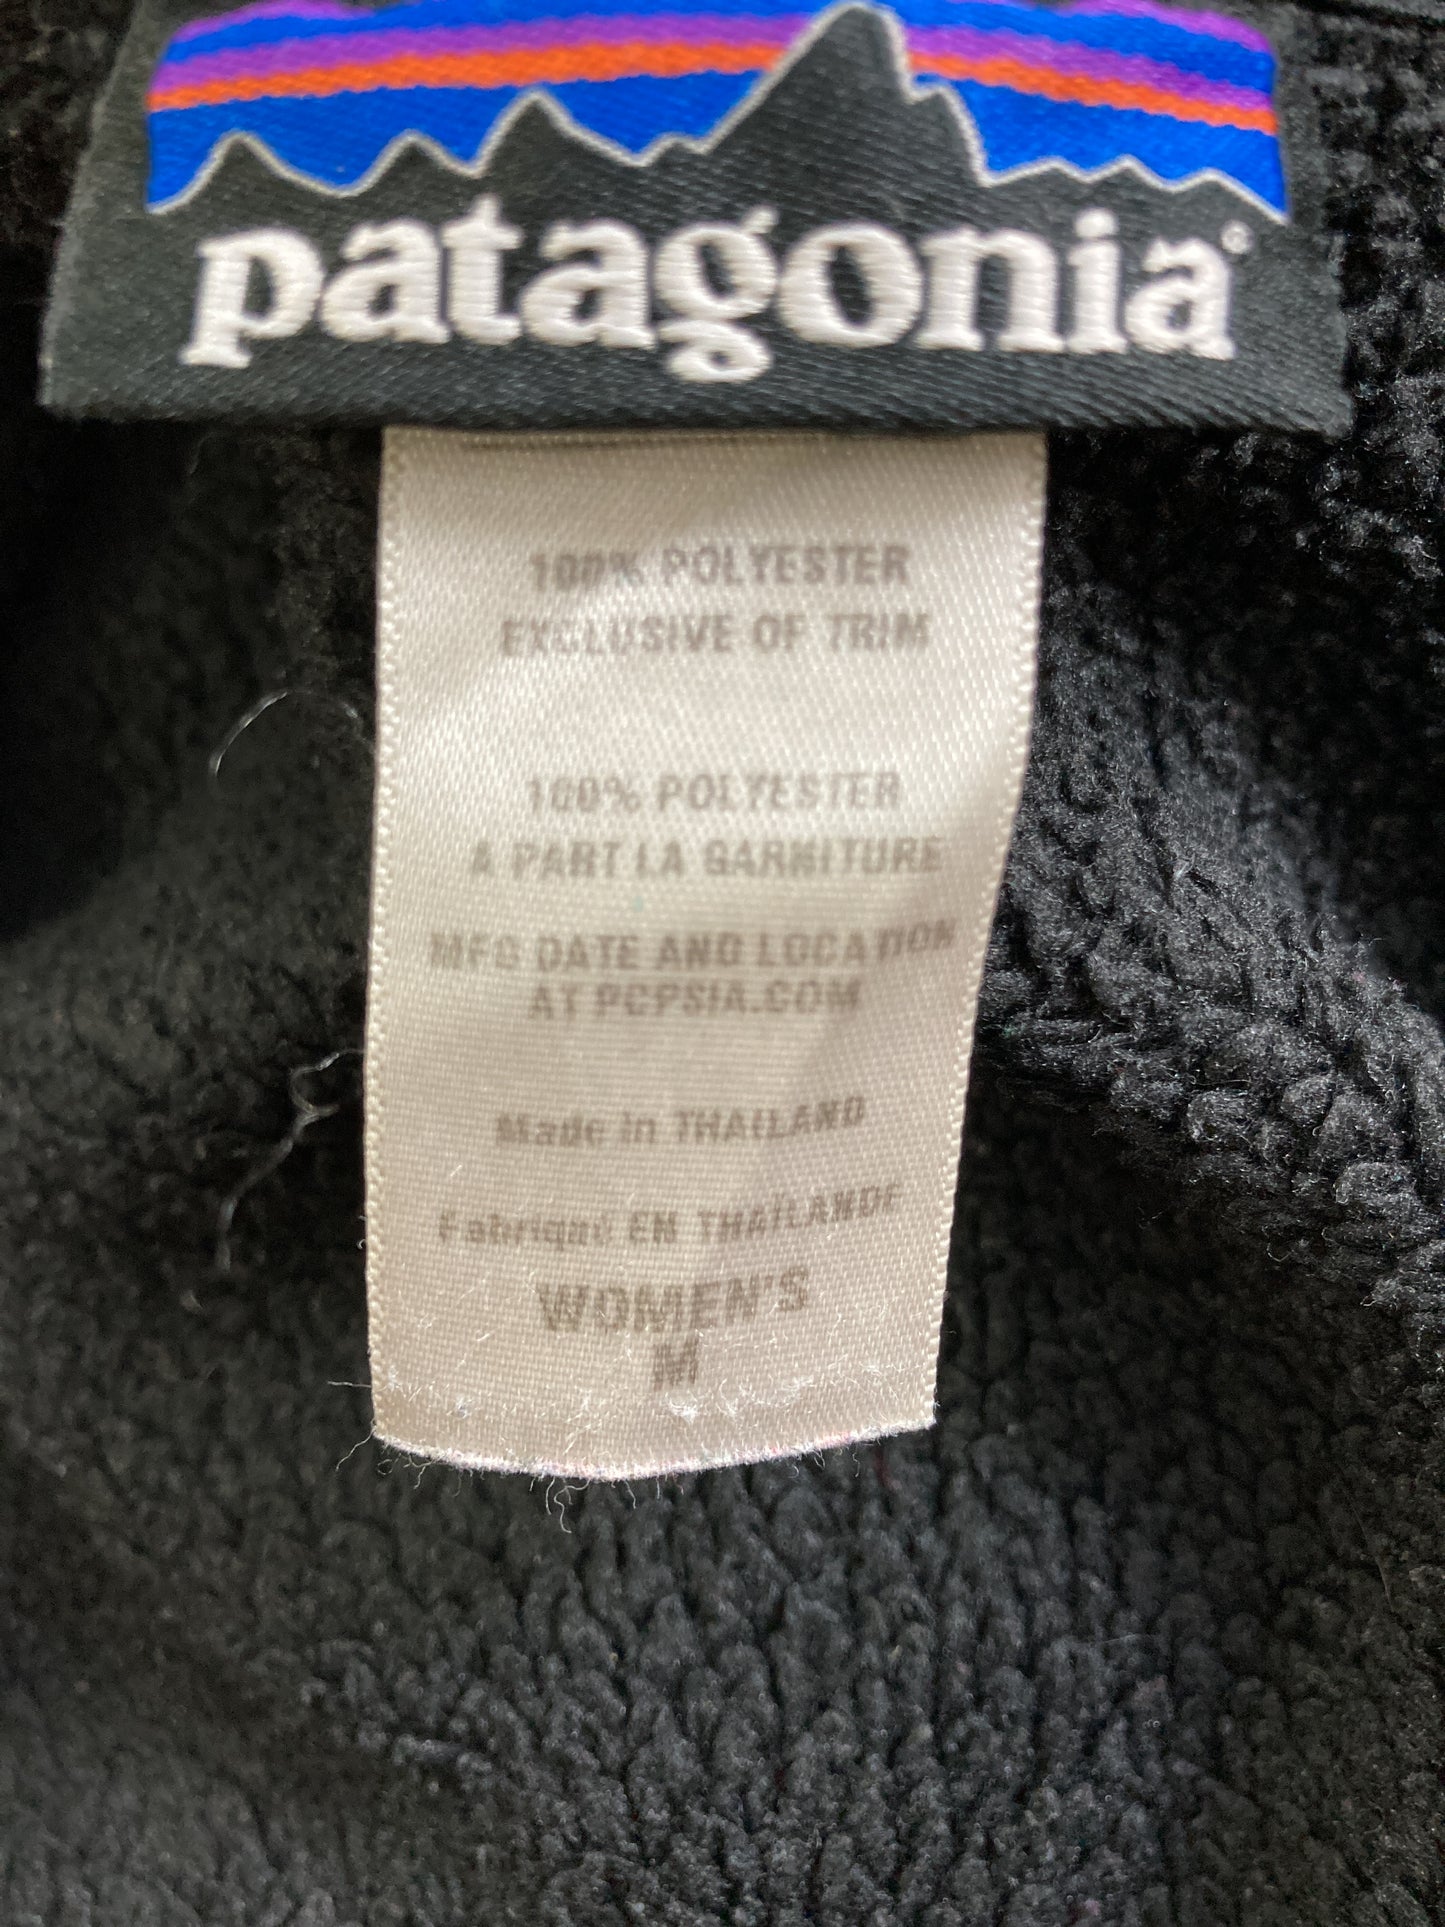 patagonia®
100% POLYESTER
EXCLUSIVE OF TRIM
100% POLYESTER
A PART LA GARNITURE
MFG DATE AND LOCATION
AT PCPSIA.COM
Made in THAILAND
Fabriqué EN THAÏLANDE
WOMEN'S
M